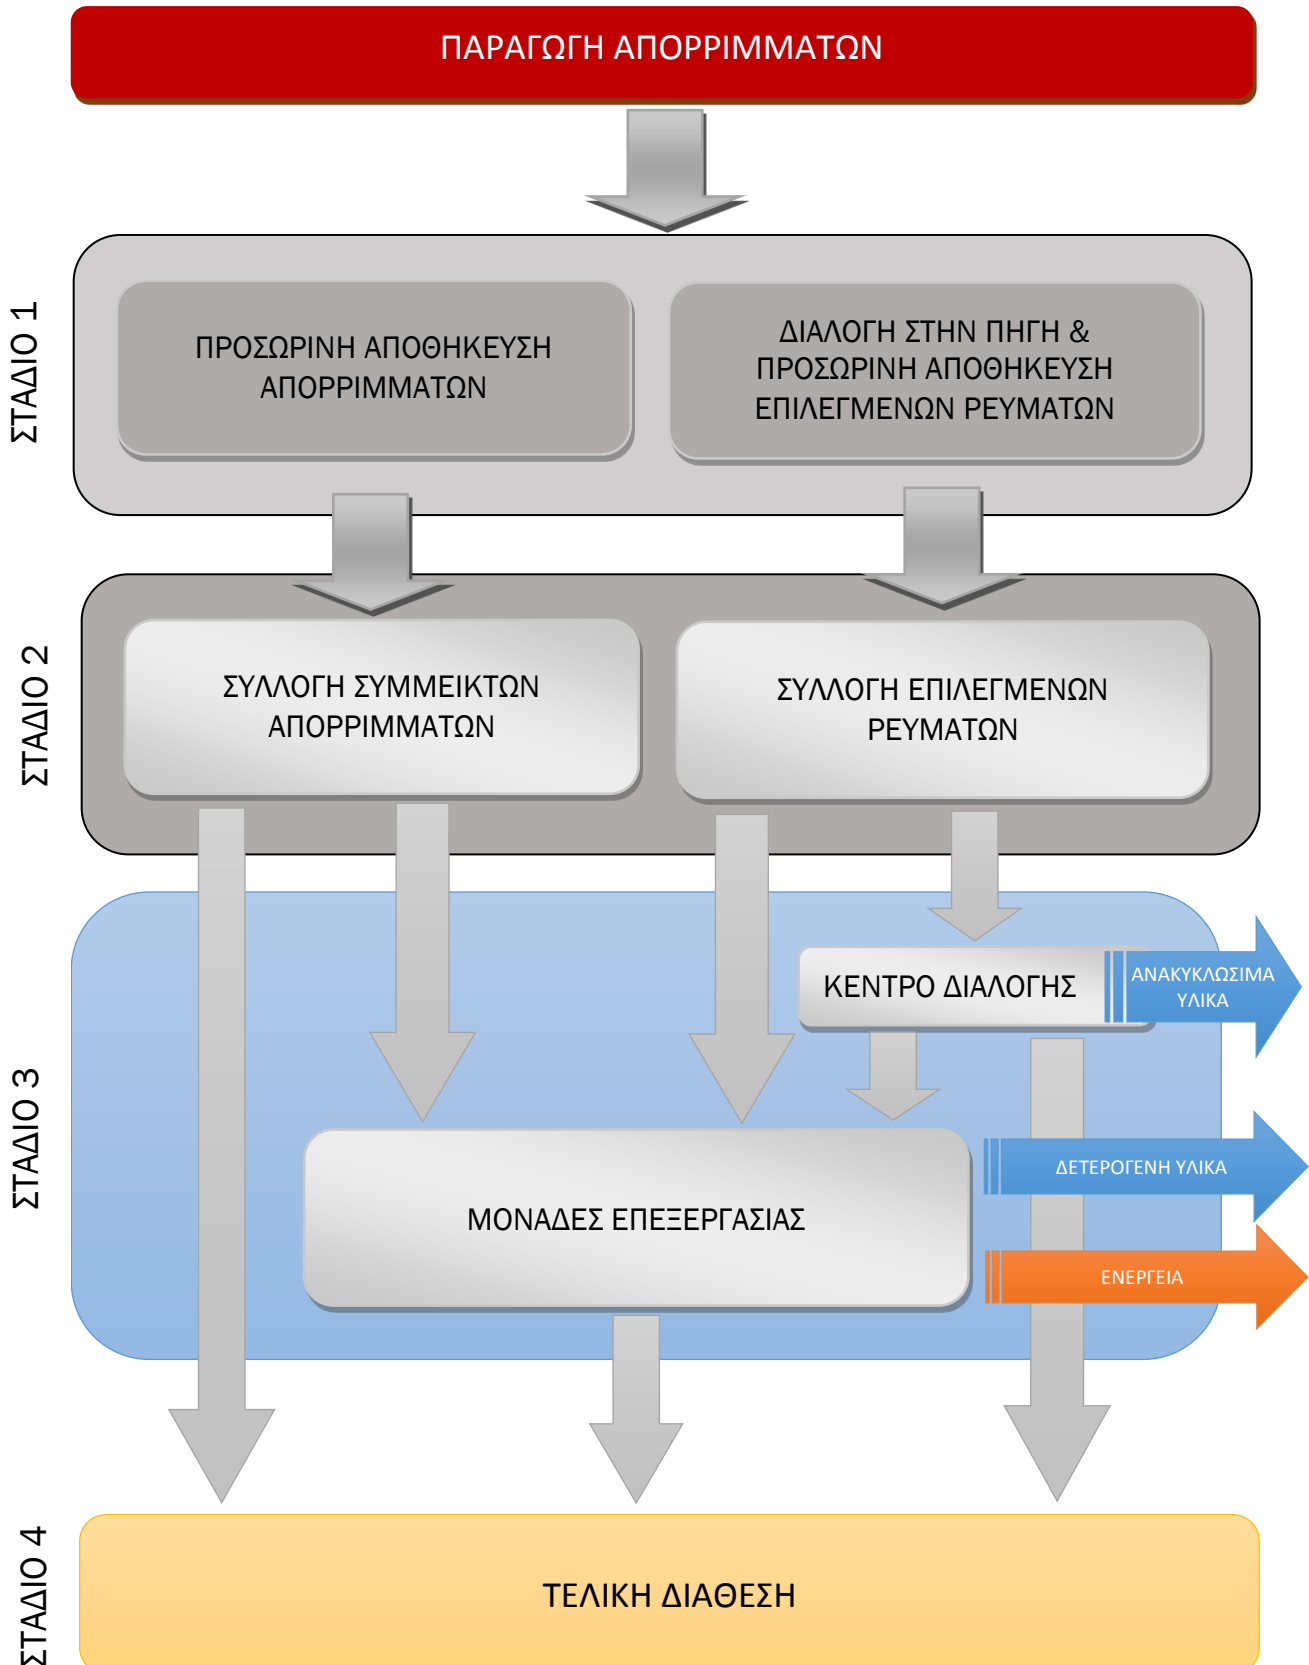 ΠΑΡΑΓΩΓΗ ΑΠΟΡΡΙΜΜΑΤΩΝ
ΣΤΑΔΙΟ 1
ΠΡΟΣΩΡΙΝΗ ΑΠΟΘΗΚΕΥΣΗ
ΑΠΟΡΡΙΜΜΑΤΩΝ
ΔΙΑΛΟΓΗ ΣΤΗΝ ΠΗΓΗ &
ΠΡΟΣΩΡΙΝΗ ΑΠΟΘΗΚΕΥΣΗ
ΕΠΙΛΕΓΜΕΝΩΝ ΡΕΥΜΑΤΩΝ
ΣΤΑΔΙΟ 2
ΣΥΛΛΟΓΗ ΣΥΜΜΕΙΚΤΩΝ
ΑΠΟΡΡΙΜΜΑΤΩΝ
ΣΥΛΛΟΓΗ ΕΠΙΛΕΓΜΕΝΩΝ
ΡΕΥΜΑΤΩΝ
ΣΤΑΔΙΟ 3
ΚΕΝΤΡΟ ΔΙΑΛΟΓΗΣ
ΑΝΑΚΥΚΛΩΣΙΜΑ
ΥΛΙΚΑ
ΜΟΝΑΔΕΣ ΕΠΕΞΕΡΓΑΣΙΑΣ
ΔΕΤΕΡΟΓΕΝΗ ΥΛΙΚΑ
ΕΝΕΡΓΕΙΑ
ΣΤΑΔΙΟ 4
ΤΕΛΙΚΗ ΔΙΑΘΕΣΗ